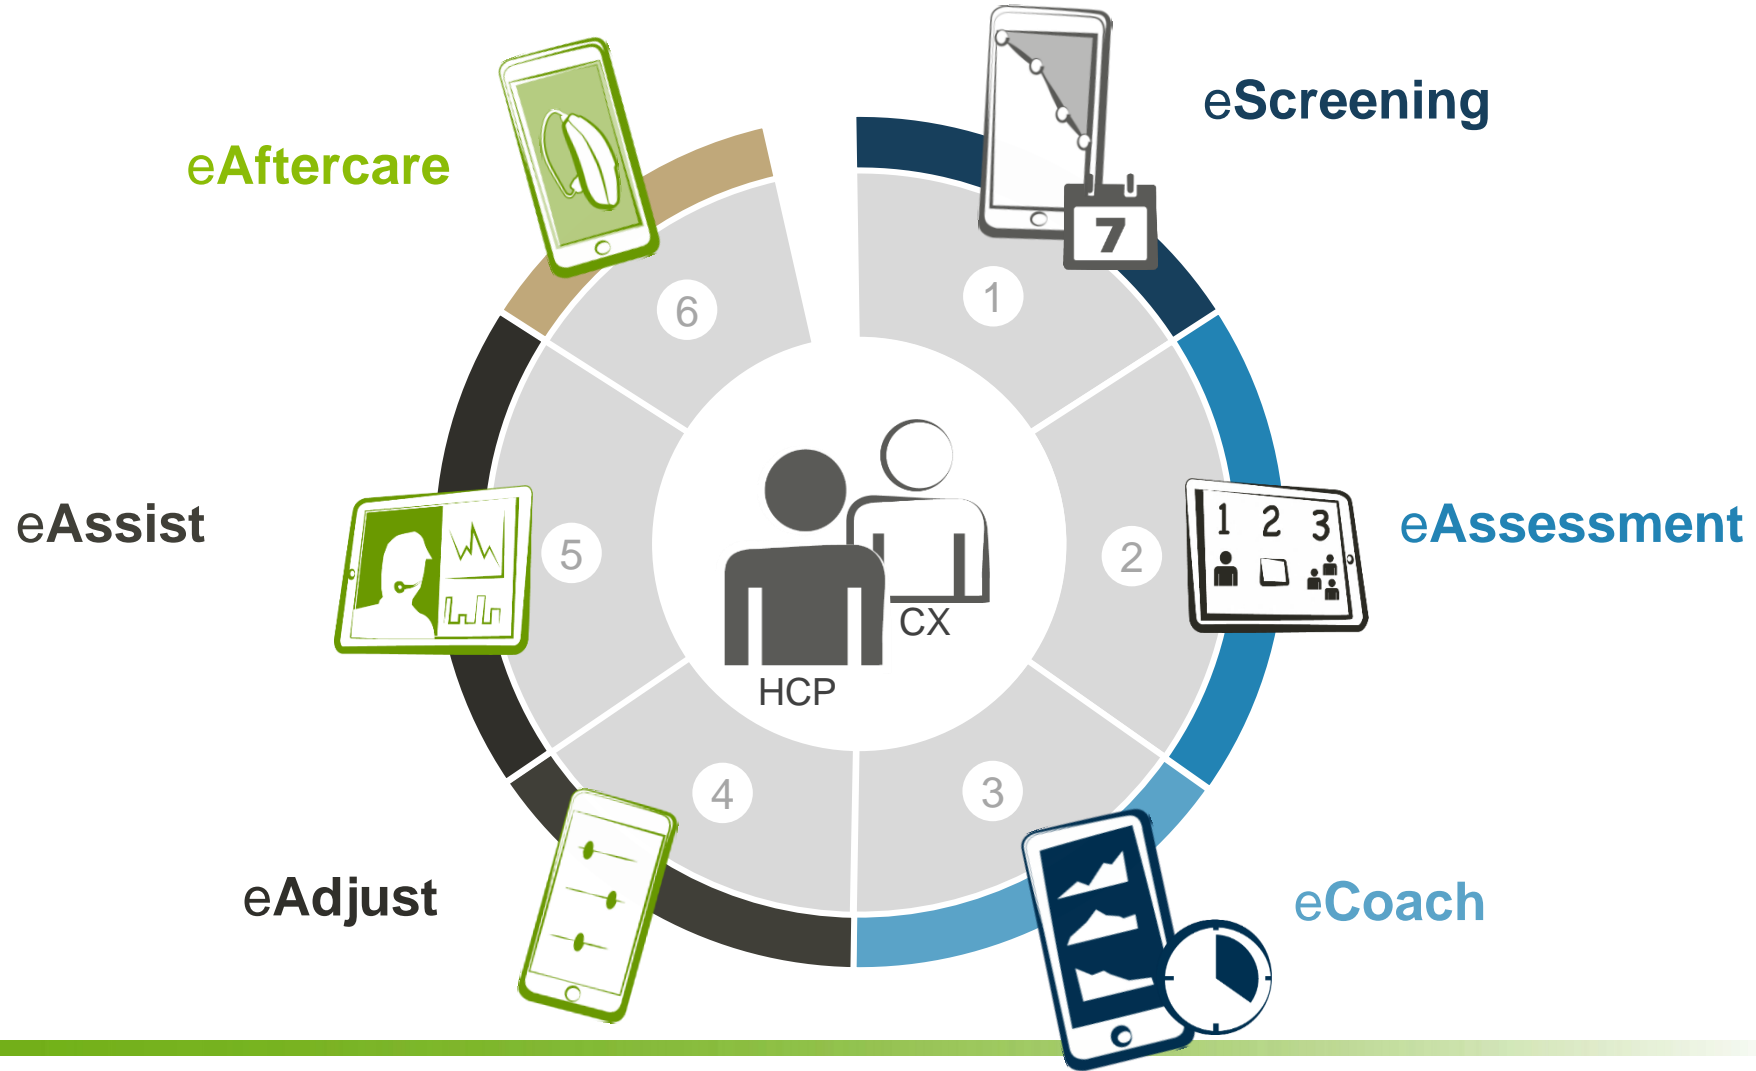 eScreening
7
1
eAssessment
1 2 3
2
eCoach
3
eAdjust
4
eAssist
5
eAftercare
6
CX
HCP